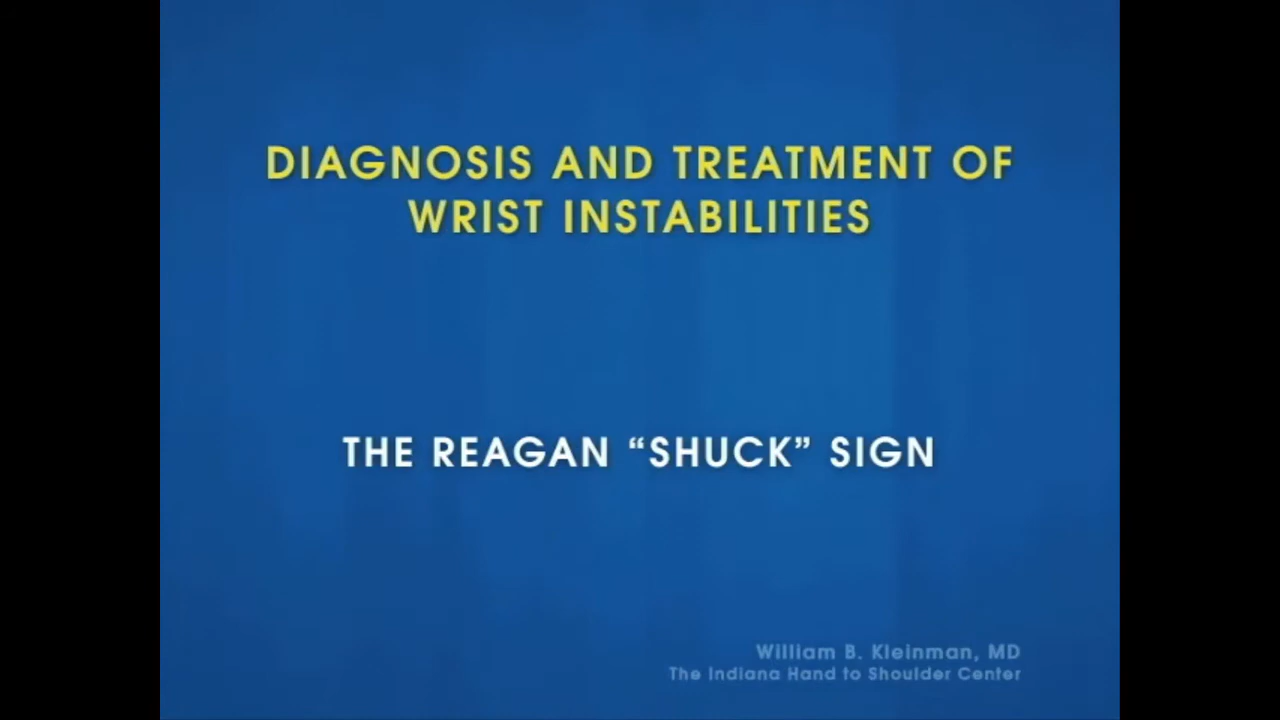 DIAGNOSIS AND TREATMENT OF
WRIST INSTABILITIES
THE REAGAN “SHUCK” SIGN
William B. Kleinman, MD
The Indiana Hand to Shoulder Center